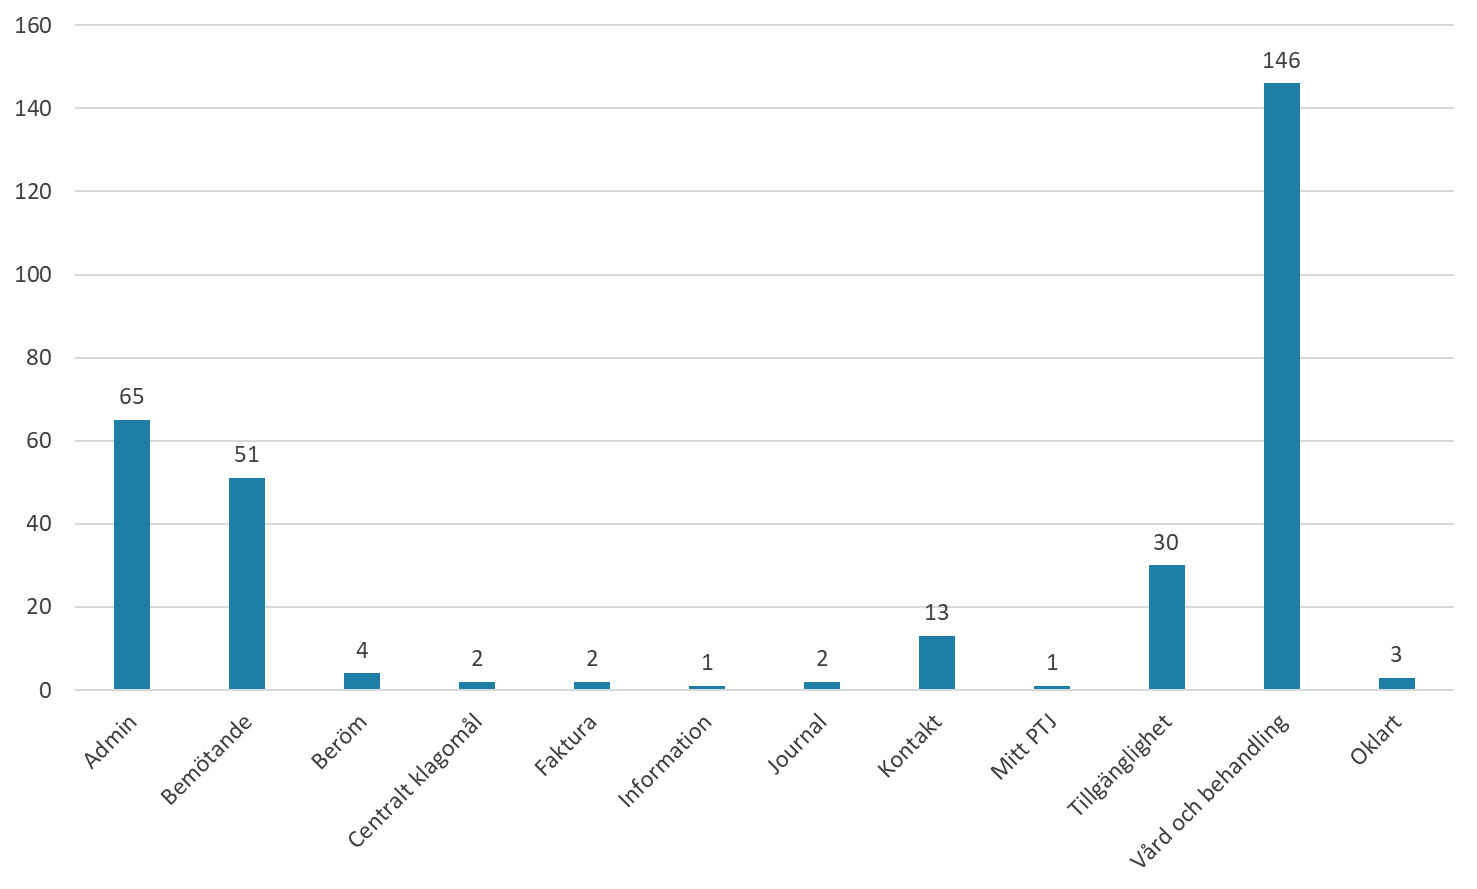 160
140
120
100
80
60
40
20
0
65
51
4
2
2
1
2
13
1
30
146
3
Admin
Bemötande
Beröm
Centralt klagomål
Faktura
Information
Journal
Kontakt
Mitt PTJ
Tillgänglighet
Vård och behandling
Oklart